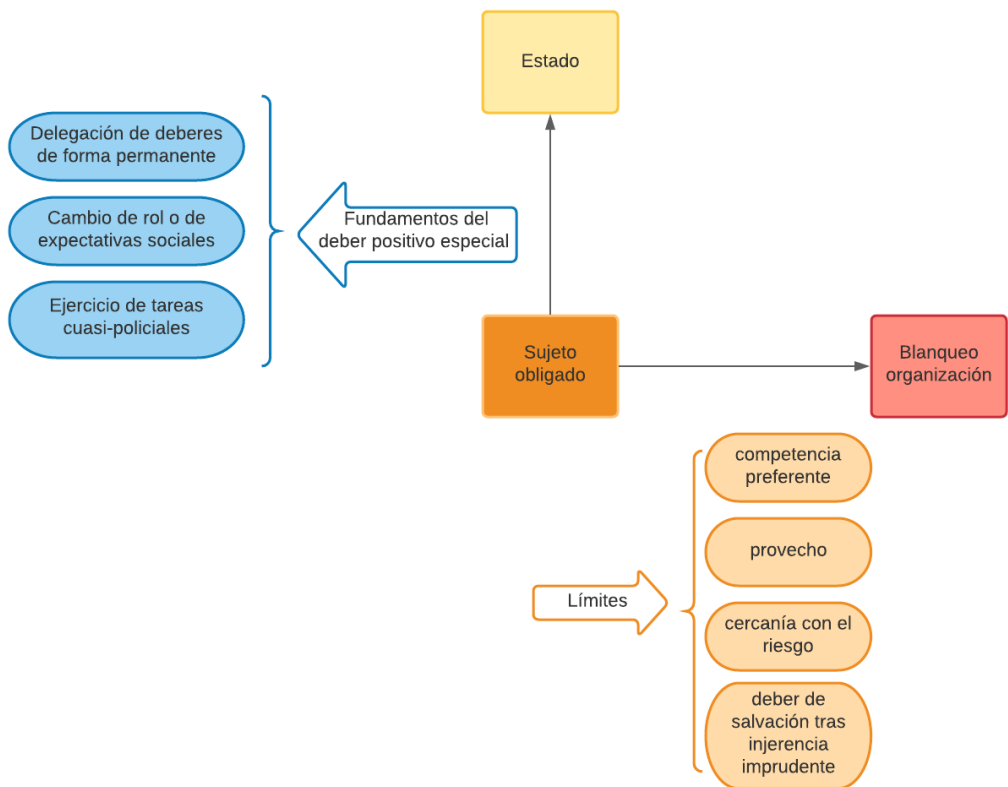 Estado
Delegación de deberes
de forma permanente
Cambio de rol o de
expectativas sociales
Ejercicio de tareas
cuasi-policiales
Fundamentos del
deber positivo especial
Sujeto
obligado
Blanqueo
organización
Límites
competencia
preferente
provecho
cercanía con el
riesgo
deber de
salvación tras
injerencia
imprudente